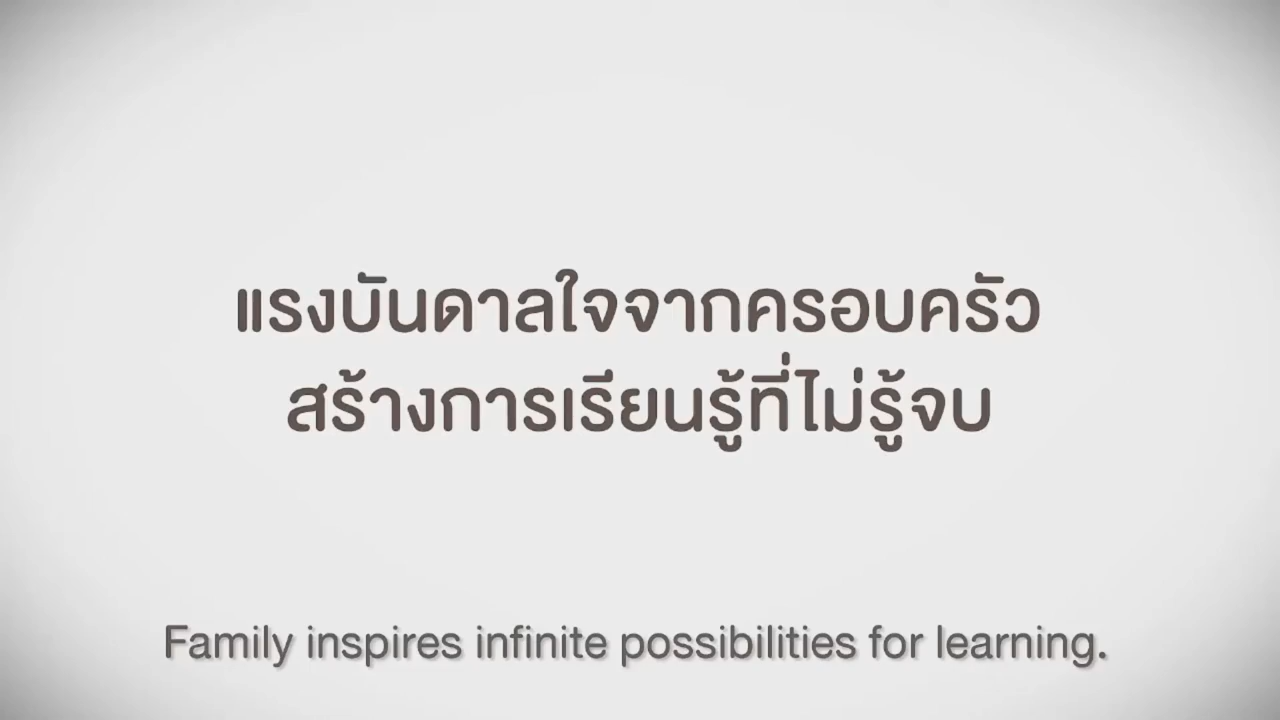 แรงบันดาลใจจากครอบครัว
สร้างการเรียนรู้ที่ไม่รู้จบ
Family inspires infinite possibilities for learning.